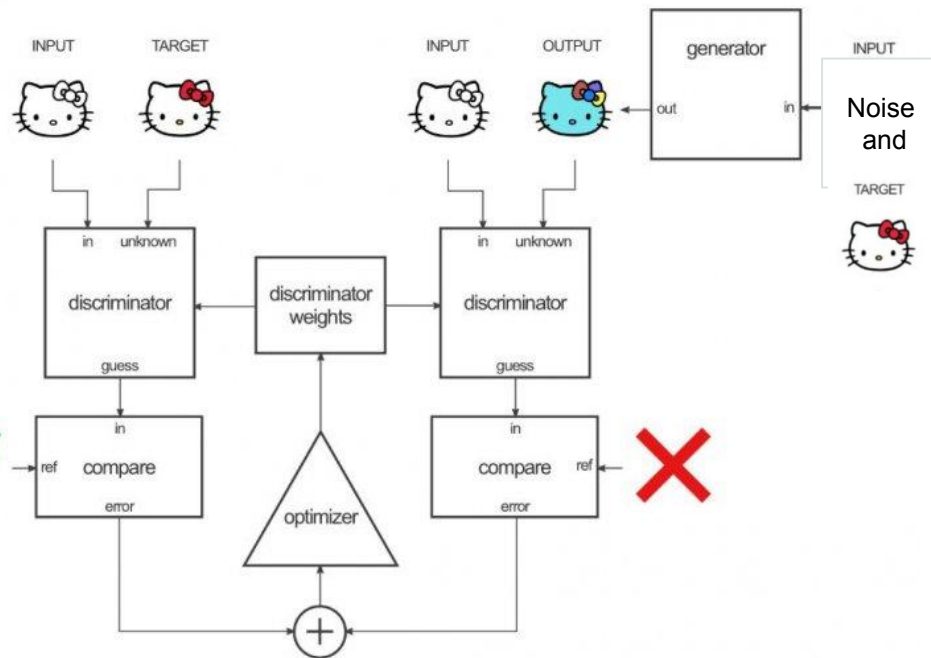 INPUT TARGET INPUT OUTPUT generator INPUT
out in Noise
and
TARGET
in unknown in unknown
discriminator discriminator weights discriminator
guess guess
in in
ref compare compare ref
error optimizer error
+